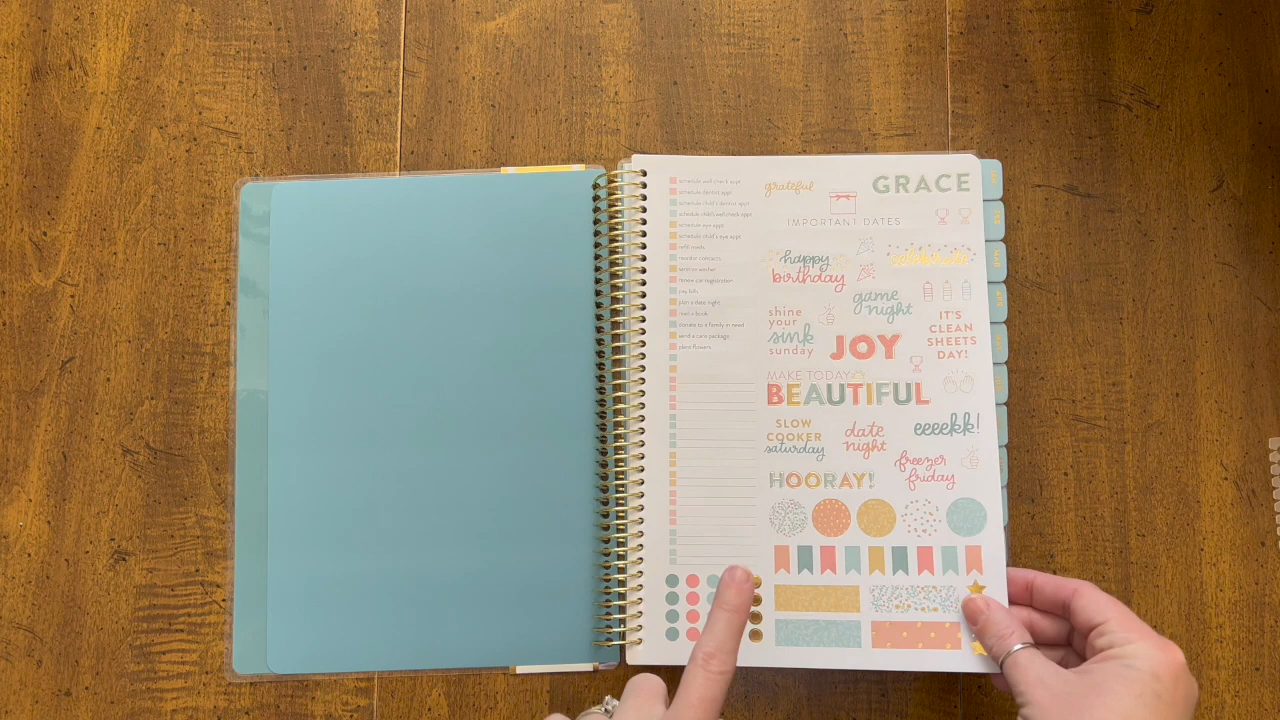 schedule well check appt
schedule dentist appt
schedule child's dentist appt
schedule child's well check appt
schedule eye appt
schedule child's eye appt
refill meds
reorder contacts
service washer
renew car registration
pay bills
plan a date night
read a book
donate to a family in need
send a care package
plant flowers
grateful
GRACE
IMPORTANT DATES
happy
birthday
celebrate
game
night
shine
your
sink
sunday
JOY
IT'S
CLEAN
SHEETS
DAY!
MAKE TODAY
BEAUTIFUL
SLOW
COOKER
saturday
date
night
eeeekk!
freezer
friday
HOORAY!
MAR
APR